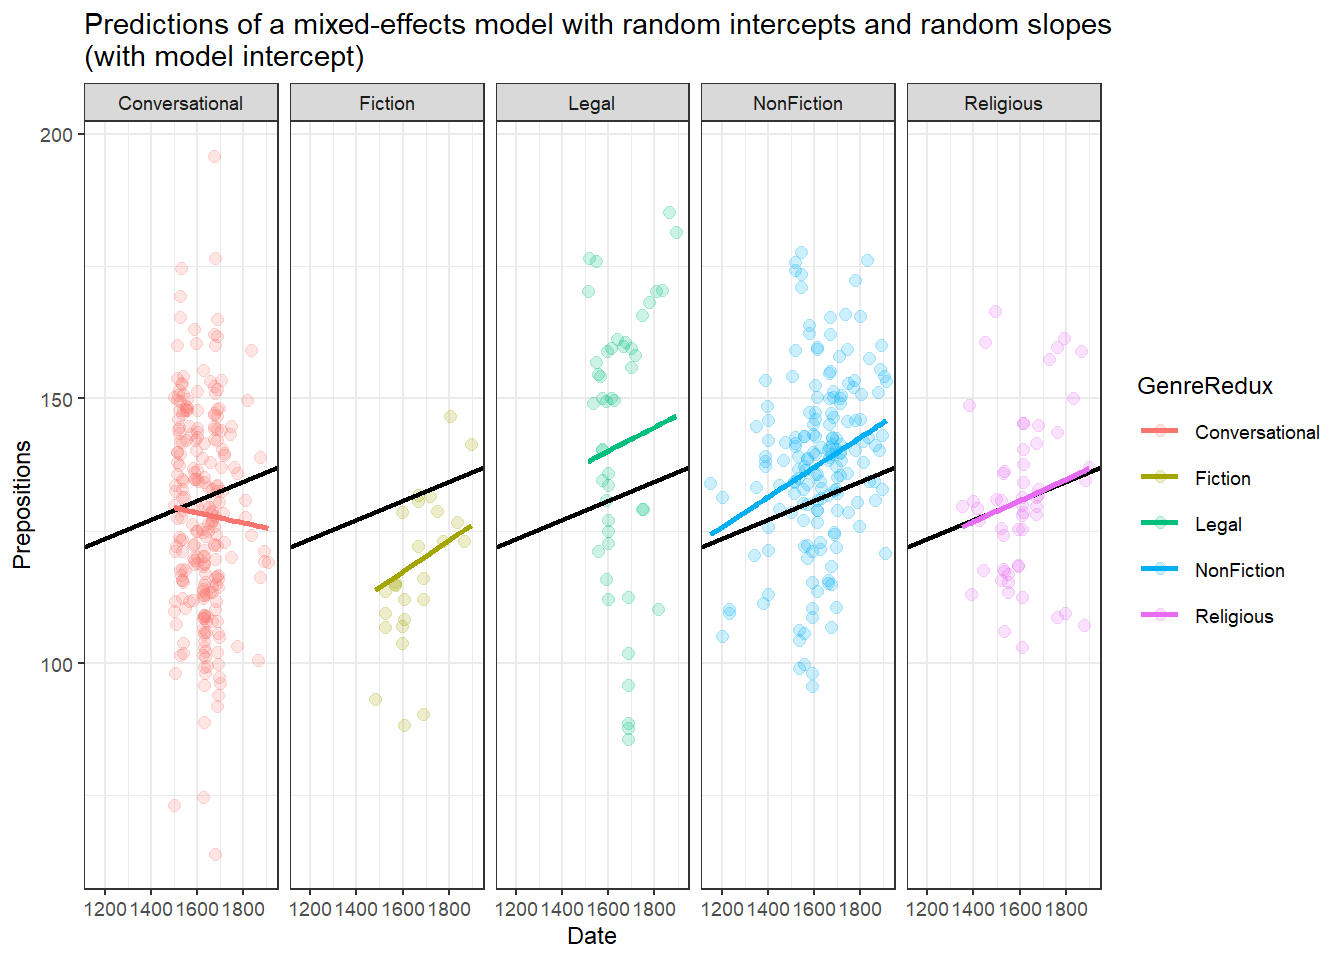 Predictions of a mixed-effects model with random intercepts and random slopes
(with model intercept)
Conversational
Fiction
Legal
NonFiction
Religious
200
150
100
Prepositions
1200 1400 1600 1800
1200 1400 1600 1800
1200 1400 1600 1800
1200 1400 1600 1800
1200 1400 1600 1800
Date
GenreRedux
Conversational
Fiction
Legal
NonFiction
Religious